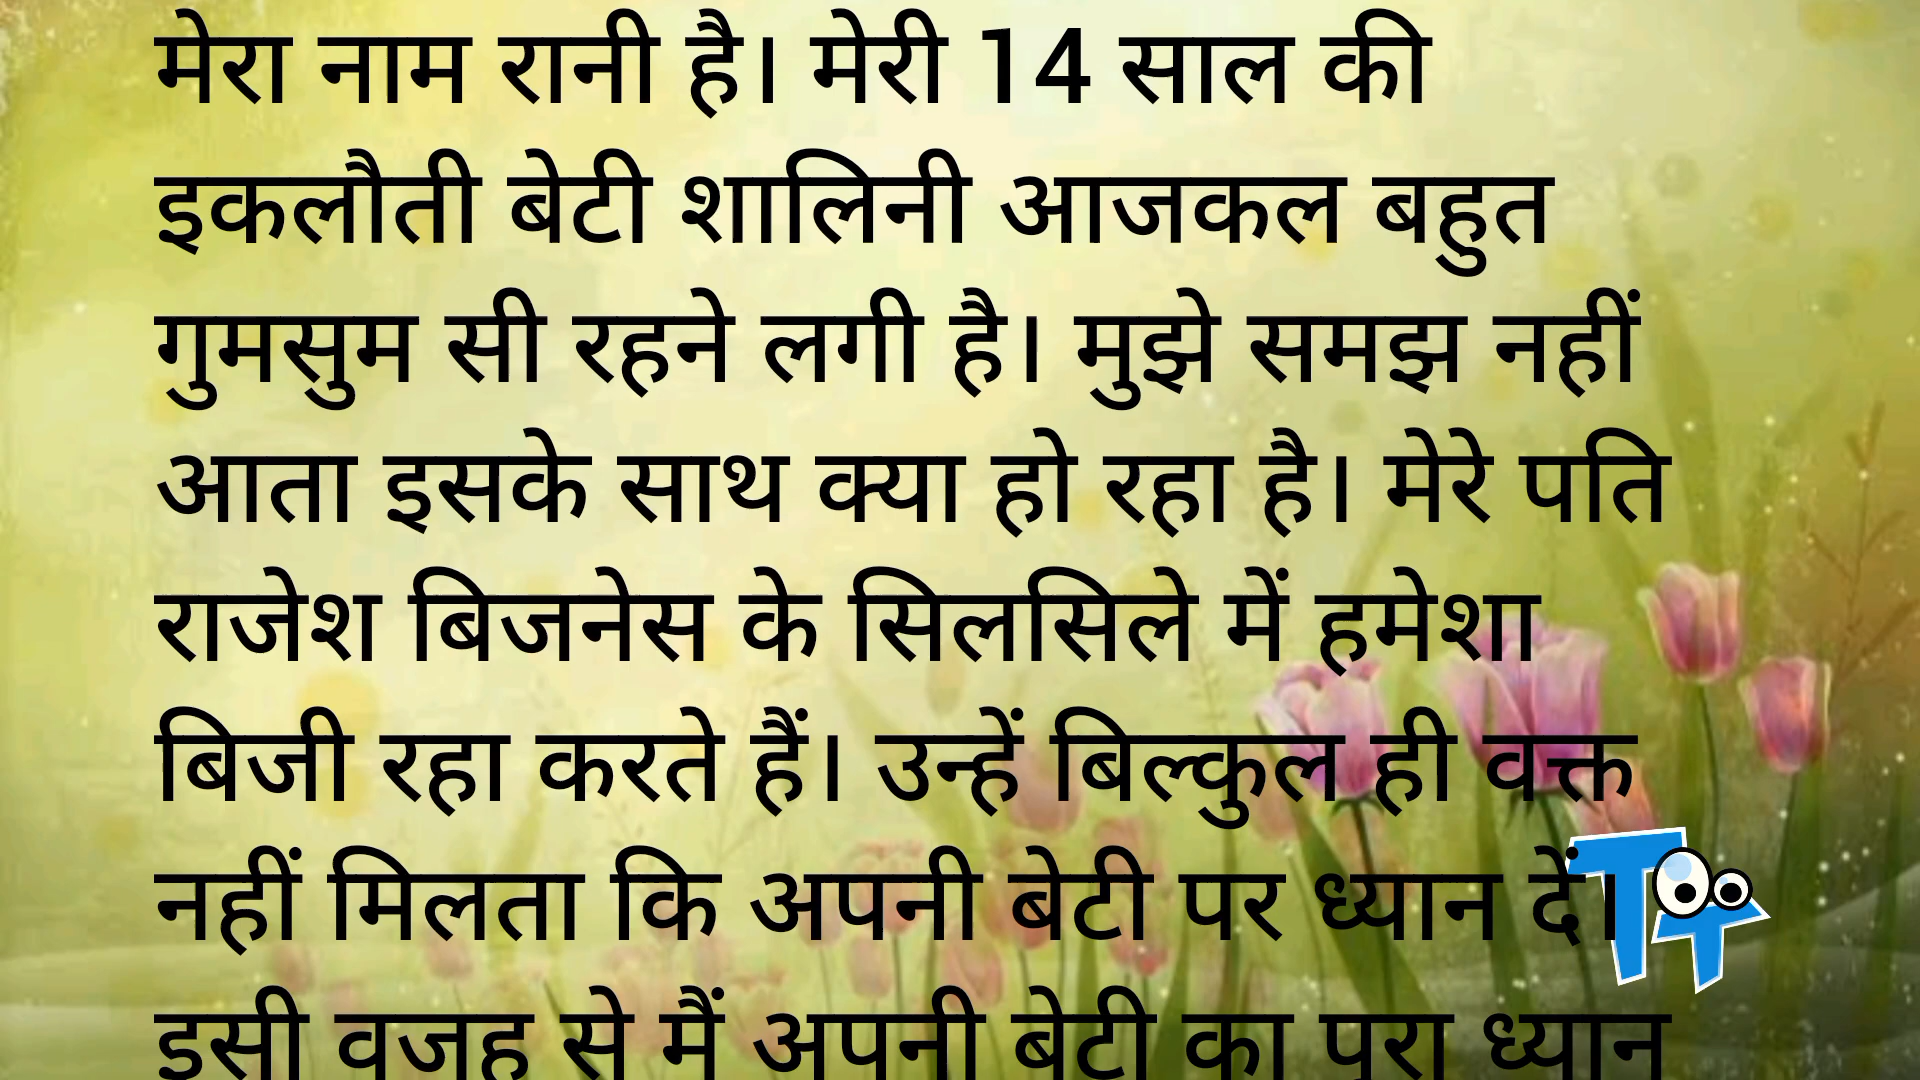 मेरा नाम रानी है। मेरी 14 साल की
इकलौती बेटी शालिनी आजकल बहुत
गुमसुम सी रहने लगी है। मुझे समझ नहीं
आता इसके साथ क्या हो रहा है। मेरे पति
राजेश बिजनेस के सिलसिले में हमेशा
बिजी रहा करते हैं। उन्हें बिल्कुल ही वक्त
नहीं मिलता कि अपनी बेटी पर ध्यान दें।
इसी वजह से मैं अपनी बेटी का पूरा ध्यान